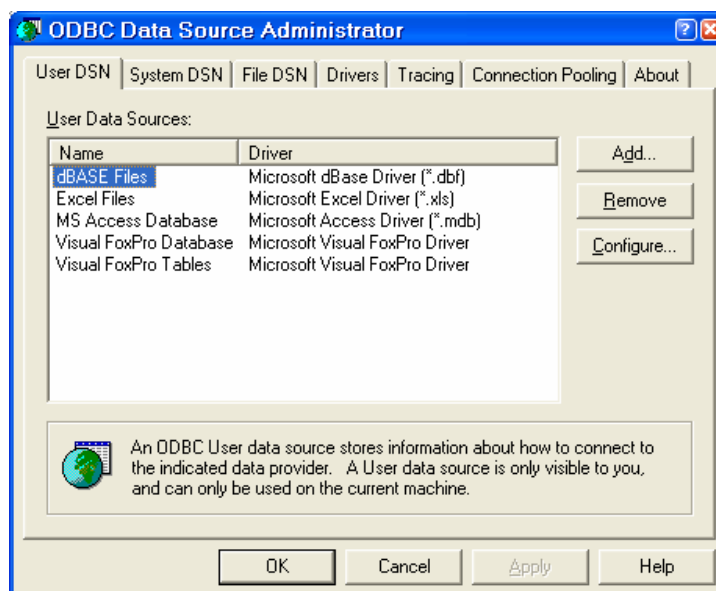 ODBC Data Source Administrator
User DSN System DSN File DSN Drivers Tracing Connection Pooling About
User Data Sources:
Name Driver
dBASE Files Microsoft dBase Driver (*.dbf)
Excel Files Microsoft Excel Driver (*.xls)
MS Access Database Microsoft Access Driver (*.mdb)
Visual FoxPro Database Microsoft Visual FoxPro Driver
Visual FoxPro Tables Microsoft Visual FoxPro Driver
Add...
Remove
Configure...
An ODBC User data source stores information about how to connect to
the indicated data provider. A User data source is only visible to you,
and can only be used on the current machine.
OK Cancel Apply Help